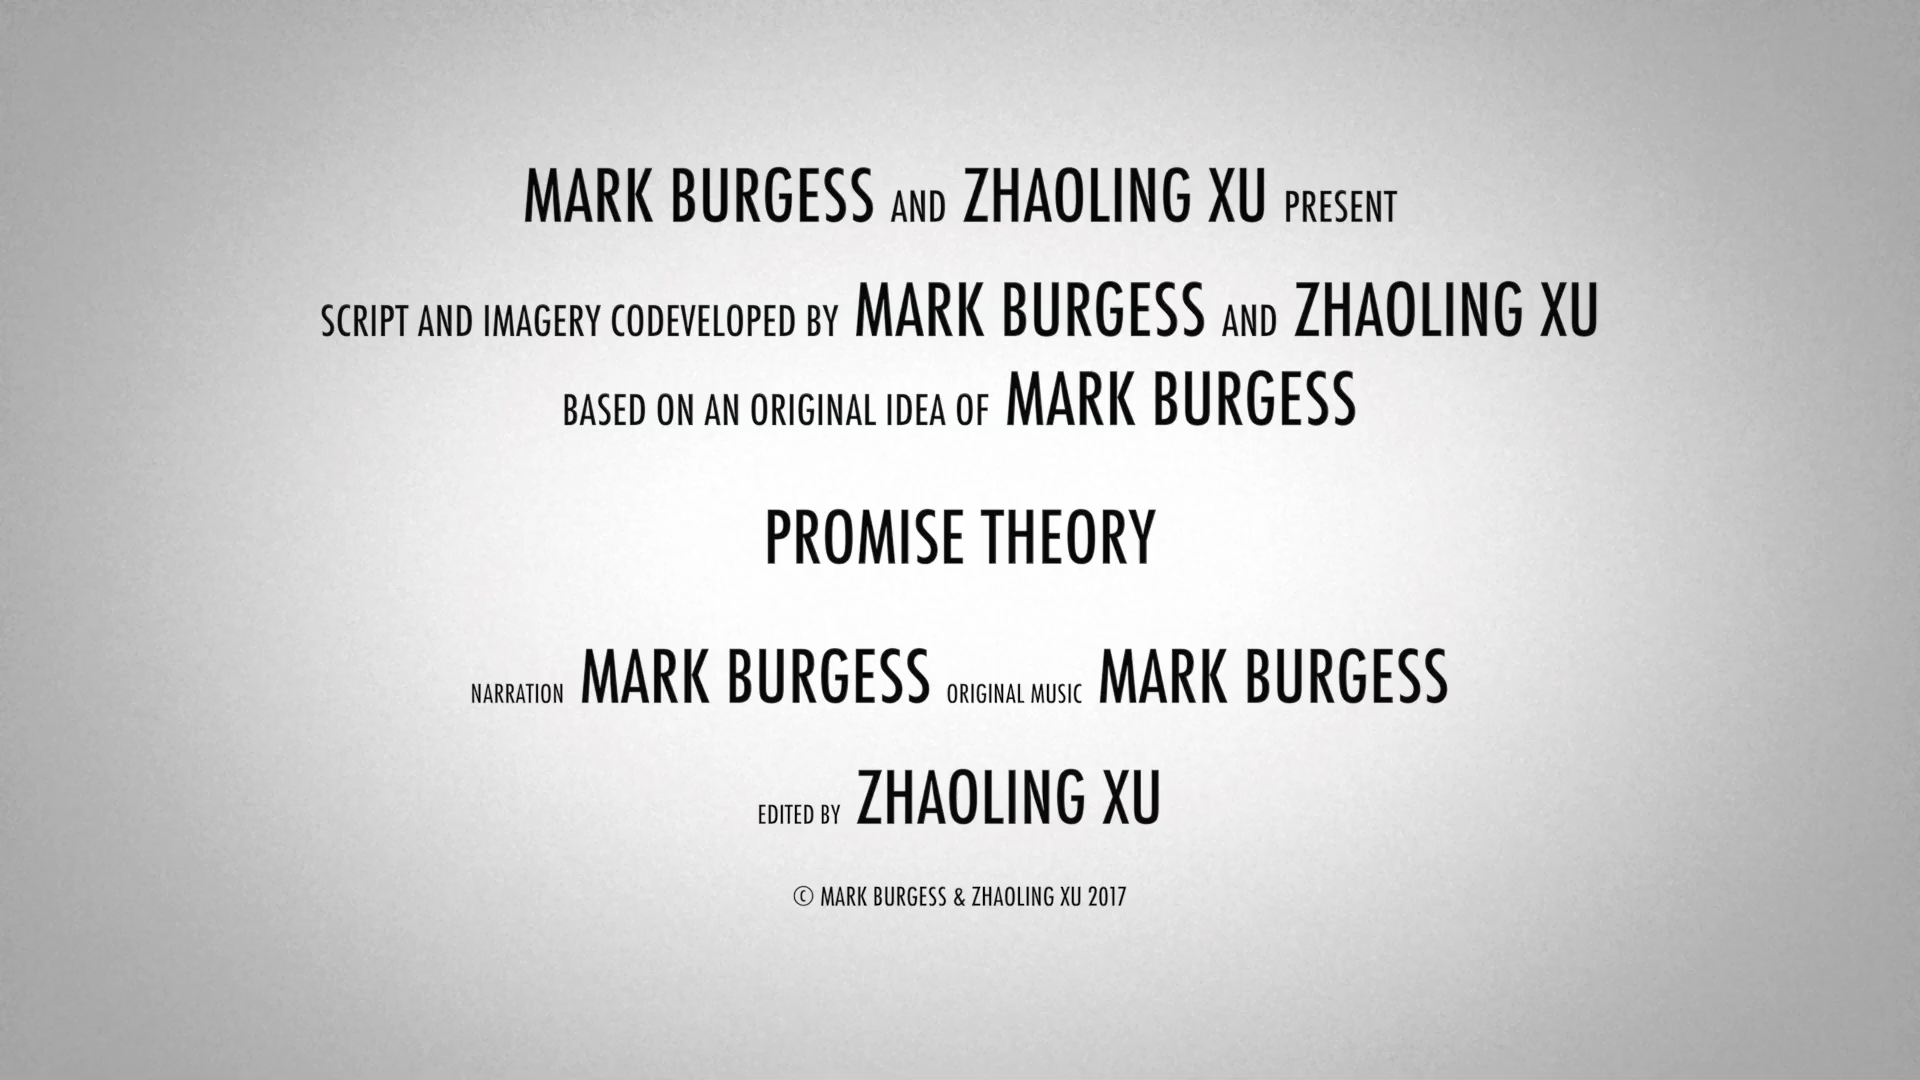 MARK BURGESS AND ZHAOLING XU PRESENT
SCRIPT AND IMAGERY CODEVELOPED BY MARK BURGESS AND ZHAOLING XU
BASED ON AN ORIGINAL IDEA OF MARK BURGESS
PROMISE THEORY
NARRATION MARK BURGESS ORIGINAL MUSIC MARK BURGESS
EDITED BY ZHAOLING XU
© MARK BURGESS & ZHAOLING XU 2017